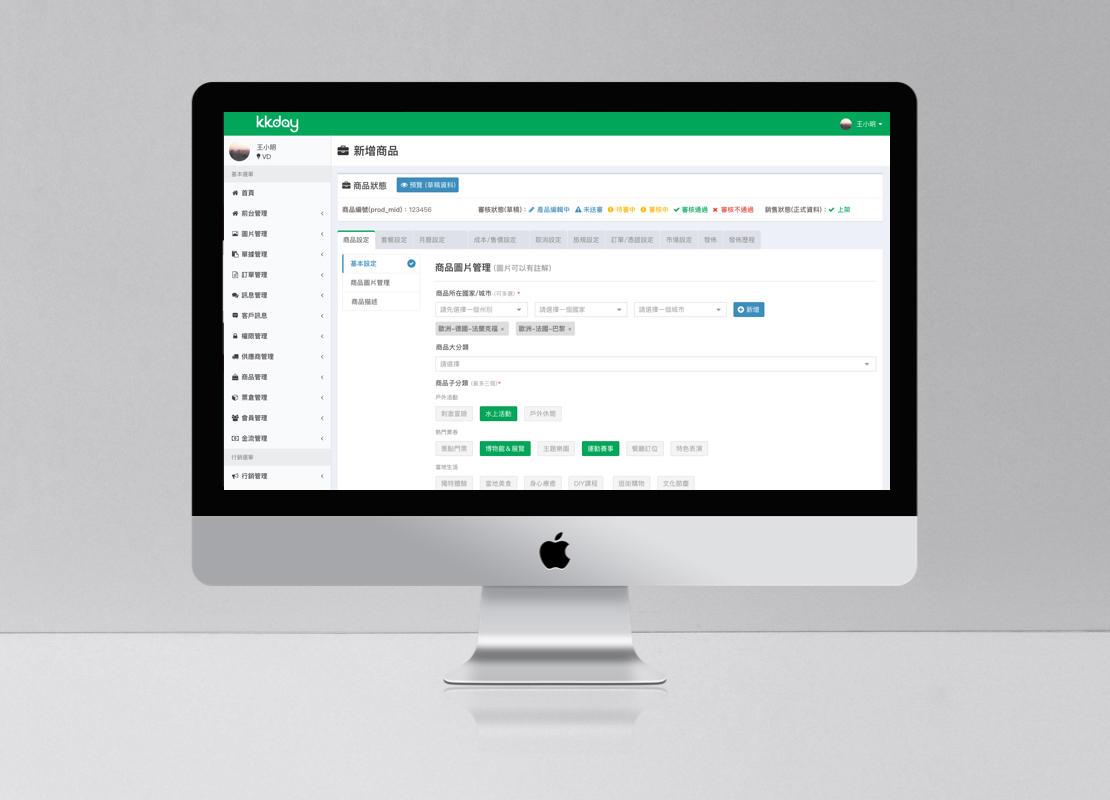 kkday
王小明
王小明
VD
基本選單
首頁
前台管理
圖片管理
單據管理
訂單管理
訊息管理
客戶訊息
權限管理
供應商管理
商品管理
票倉管理
會員管理
金流管理
行銷選單
行銷管理
新增商品
商品狀態 預覽 (草稿資料)
商品編號(prod_mid)：123456 審核狀態(草稿)： 產品編輯中 未送審 待審中 審核中 審核通過 審核不通過 銷售狀態(正式資料)： 上架
商品設定 套餐設定 月曆設定 成本/售價設定 取消設定 旅規設定 訂單/憑證設定 市場設定 發佈 發佈歷程
基本設定
商品圖片管理
商品描述
商品圖片管理 (圖片可以有註解)
商品所在國家/城市 (可多選) *
請先選擇一個州別 請選擇一個國家 請選擇一個城市 新增
歐洲-德國-法蘭克福 × 歐洲-法國-巴黎 ×
商品大分類
請選擇
商品子分類 (最多三個)*
戶外活動
刺激冒險 水上活動 戶外休閒
熱門票券
景點門票 博物館＆展覽 主題樂園 運動賽事 餐廳訂位 特色表演
當地生活
獨特體驗 當地美食 身心療癒 DIY課程 逛街購物 文化節慶